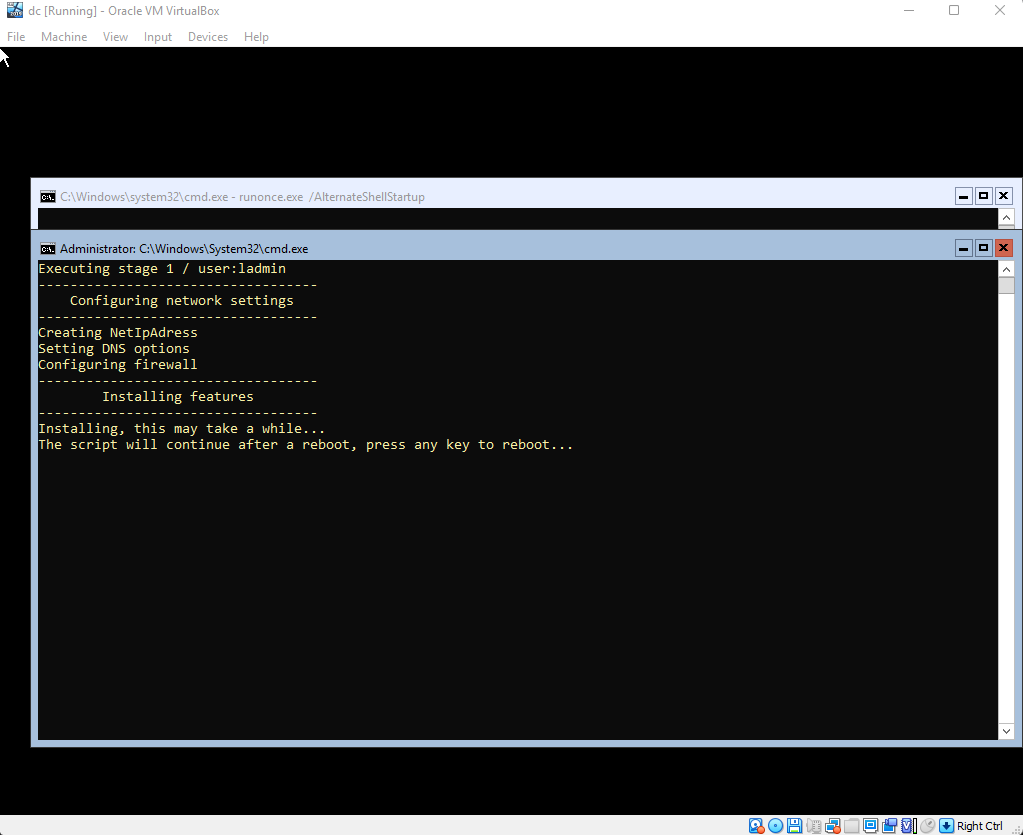 dc [Running] - Oracle VM VirtualBox
File Machine View Input Devices Help
C:\Windows\system32\cmd.exe - runonce.exe /AlternateShellStartup
Administrator: C:\Windows\System32\cmd.exe
Executing stage 1 / user:ladmin
-----------------------------------
Configuring network settings
-----------------------------------
Creating NetIpAdress
Setting DNS options
Configuring firewall
-----------------------------------
Installing features
-----------------------------------
Installing, this may take a while...
The script will continue after a reboot, press any key to reboot...
Right Ctrl